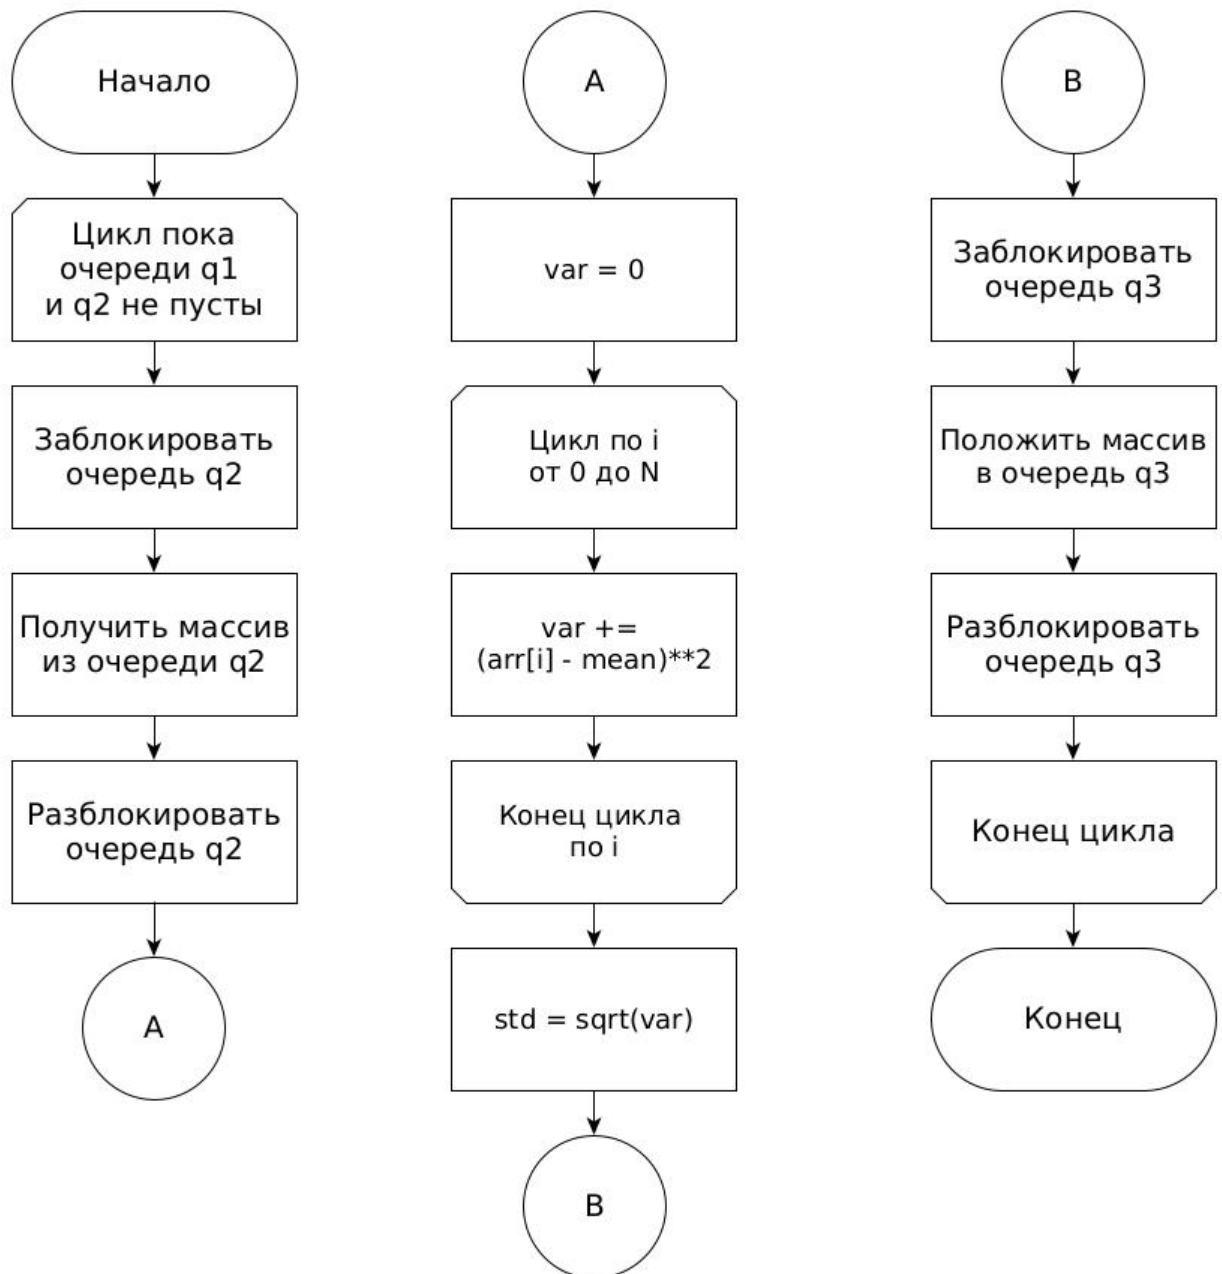 Начало
Цикл пока
очереди q1
и q2 не пусты
Заблокировать
очередь q2
Получить массив
из очереди q2
Разблокировать
очередь q2
A
A
var = 0
Цикл по i
от 0 до N
var +=
(arr[i] - mean)**2
Конец цикла
по i
std = sqrt(var)
B
B
Заблокировать
очередь q3
Положить массив
в очередь q3
Разблокировать
очередь q3
Конец цикла
Конец